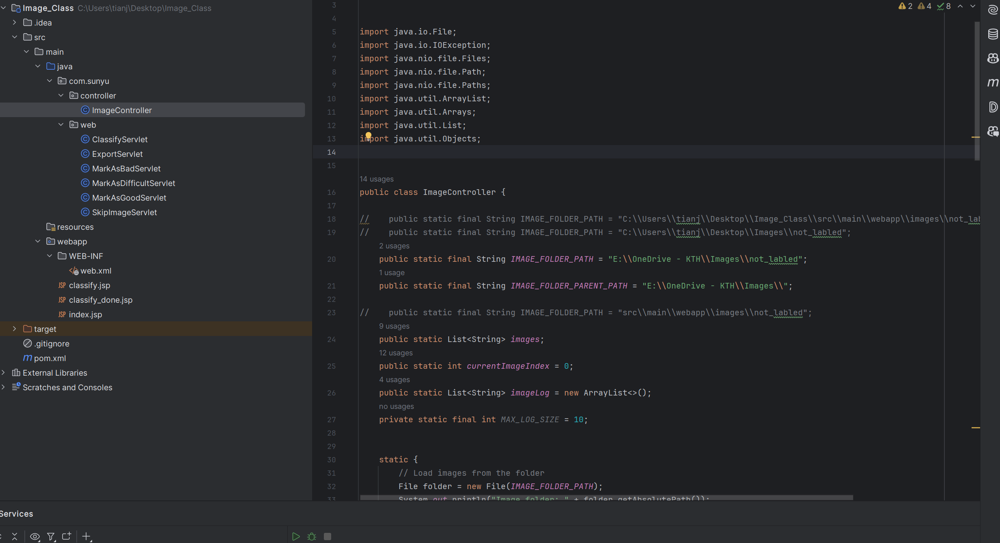 Image_Class C:\Users\tianj\Desktop\Image_Class
.idea
src
main
java
com.sunyu
controller
ImageController
web
ClassifyServlet
ExportServlet
MarkAsBadServlet
MarkAsDifficultServlet
MarkAsGoodServlet
SkipImageServlet
resources
webapp
WEB-INF
web.xml
JSP classify.jsp
JSP classify_done.jsp
JSP index.jsp
target
.gitignore
m pom.xml
External Libraries
Scratches and Consoles
2 4 8
3
4
5 import java.io.File;
6 import java.io.IOException;
7 import java.nio.file.Files;
8 import java.nio.file.Path;
9 import java.nio.file.Paths;
10 import java.util.ArrayList;
11 import java.util.Arrays;
12 import java.util.List;
13 import java.util.Objects;
14
15
14 usages
16 public class ImageController {
17
18 //    public static final String IMAGE_FOLDER_PATH = "C:\\Users\\tianj\\Desktop\\Image_Class\\src\\main\\webapp\\images\\not_lab
19 //    public static final String IMAGE_FOLDER_PATH = "C:\\Users\\tianj\\Desktop\\Images\\not_labled";
2 usages
20 public static final String IMAGE_FOLDER_PATH = "E:\\OneDrive - KTH\\Images\\not_labled";
1 usage
21 public static final String IMAGE_FOLDER_PARENT_PATH = "E:\\OneDrive - KTH\\Images\\";
22
23 //    public static final String IMAGE_FOLDER_PATH = "src\\main\\webapp\\images\\not_labled";
9 usages
24 public static List<String> images;
12 usages
25 public static int currentImageIndex = 0;
4 usages
26 public static List<String> imageLog = new ArrayList<>();
no usages
27 private static final int MAX_LOG_SIZE = 10;
28
29
30 static {
31 // Load images from the folder
32 File folder = new File(IMAGE_FOLDER_PATH);
33 System.out.println("Image folder: " + folder.getAbsolutePath());
Services